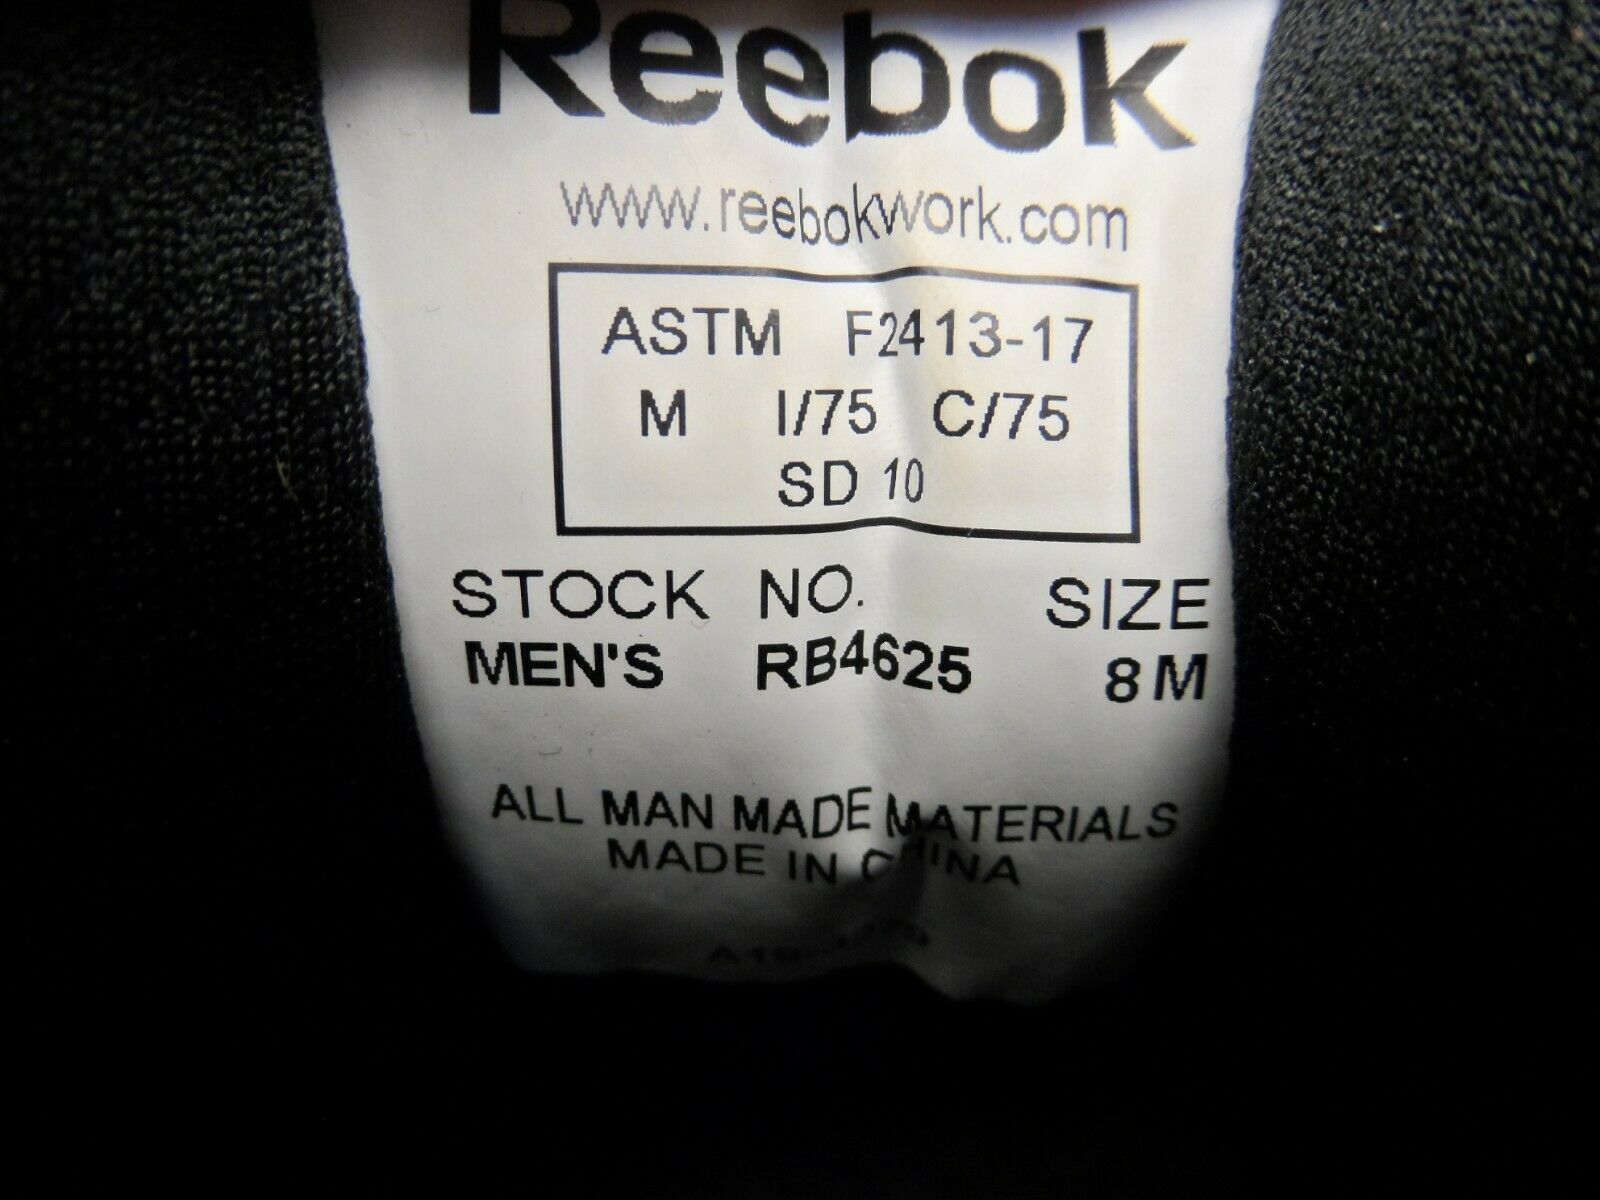 Reebok
www.reebokwork.com
ASTM F2413-17
M I/75 C/75
SD 10
STOCK NO. SIZE
MEN'S RB4625 8 M
ALL MAN MADE MATERIALS
MADE IN CHINA